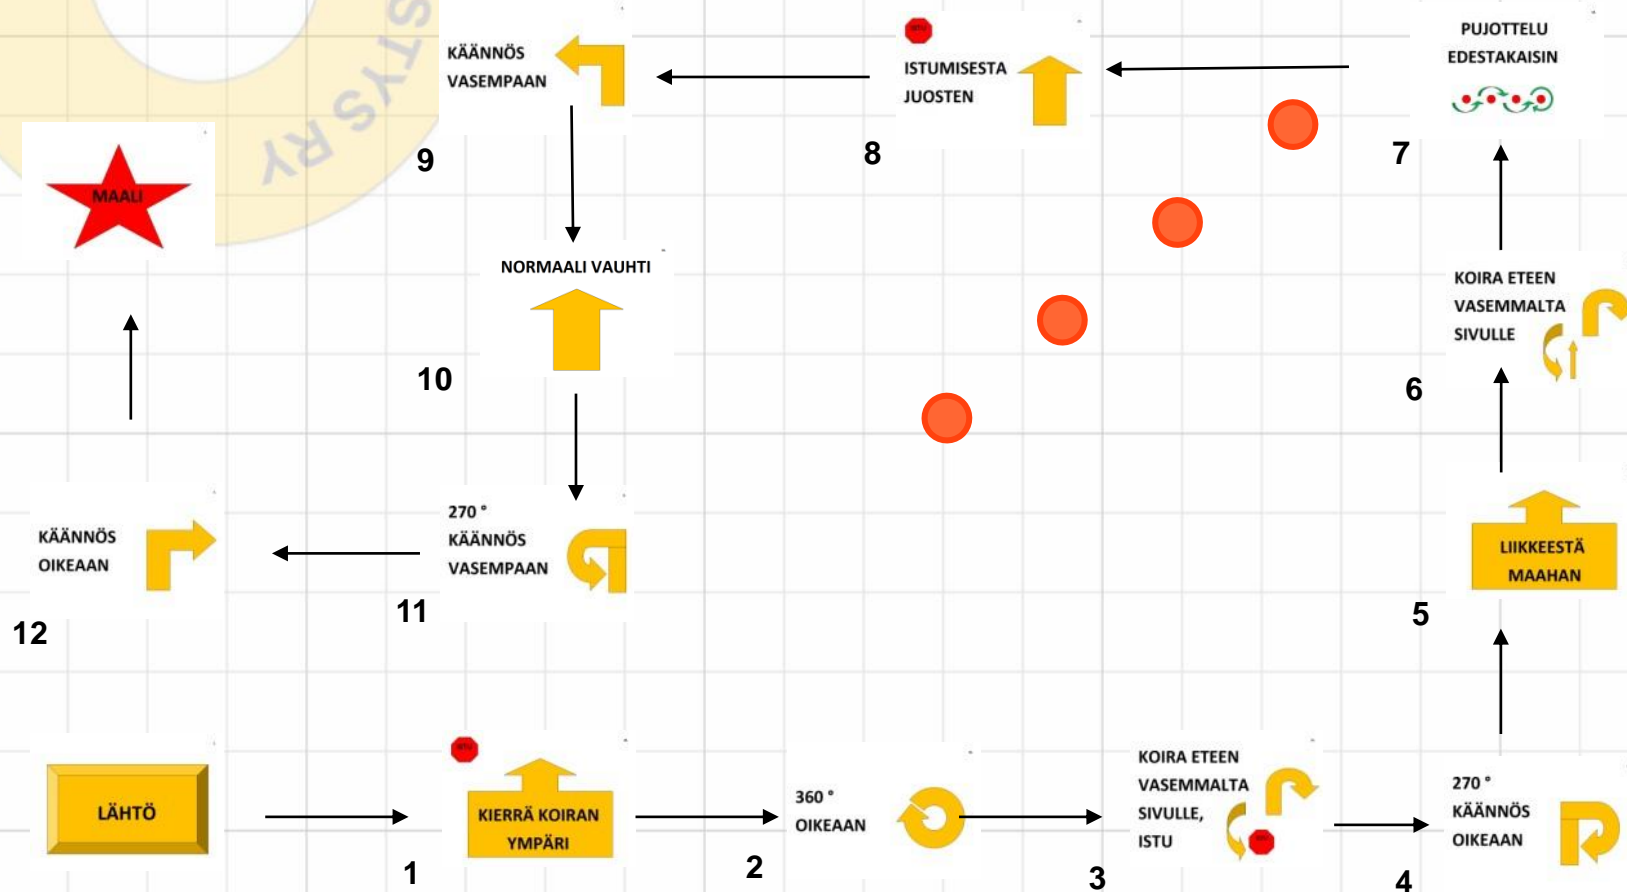 STYS RY
KÄÄNNÖS
VASEMPAAN
9
ISTUMISESTA
JUOSTEN
8
PUJOTTELU
EDESTAKAISIN
7
MAALI
NORMAALI VAUHTI
10
KOIRA ETEEN
VASEMMALTA
SIVULLE
6
KÄÄNNÖS
OIKEAAN
12
270 °
KÄÄNNÖS
VASEMPAAN
11
LIIKKEESTÄ
MAAHAN
5
LÄHTÖ
KIERRÄ KOIRAN
YMPÄRI
1
360 °
OIKEAAN
2
KOIRA ETEEN
VASEMMALTA
SIVULLE,
ISTU
3
270 °
KÄÄNNÖS
OIKEAAN
4